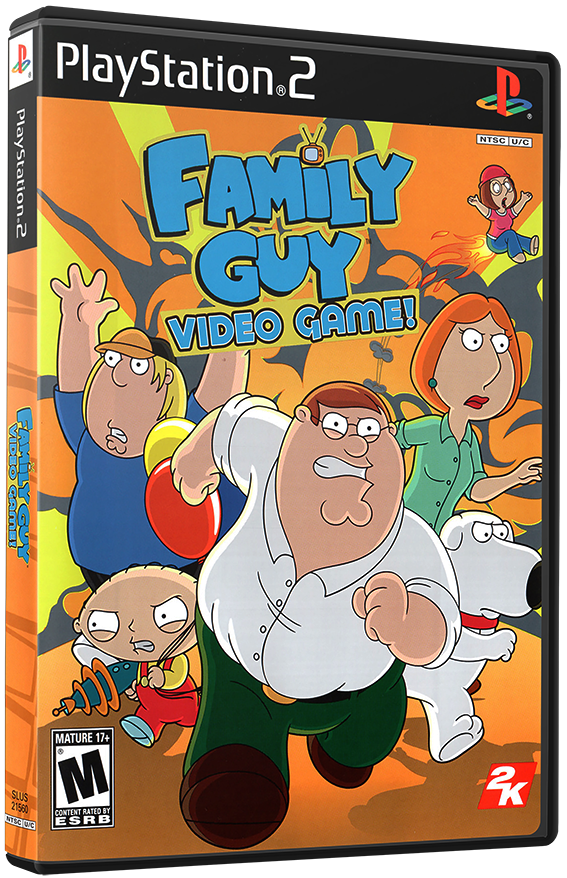 PlayStation®2
NTSC U/C
FAMILY
GUY
VIDEO GAME!
MATURE 17+
M
®
CONTENT RATED BY
ESRB
2K
PlayStation®2
FAMILY GUY
VIDEO GAME!
SLUS
21560
NTSC U/C